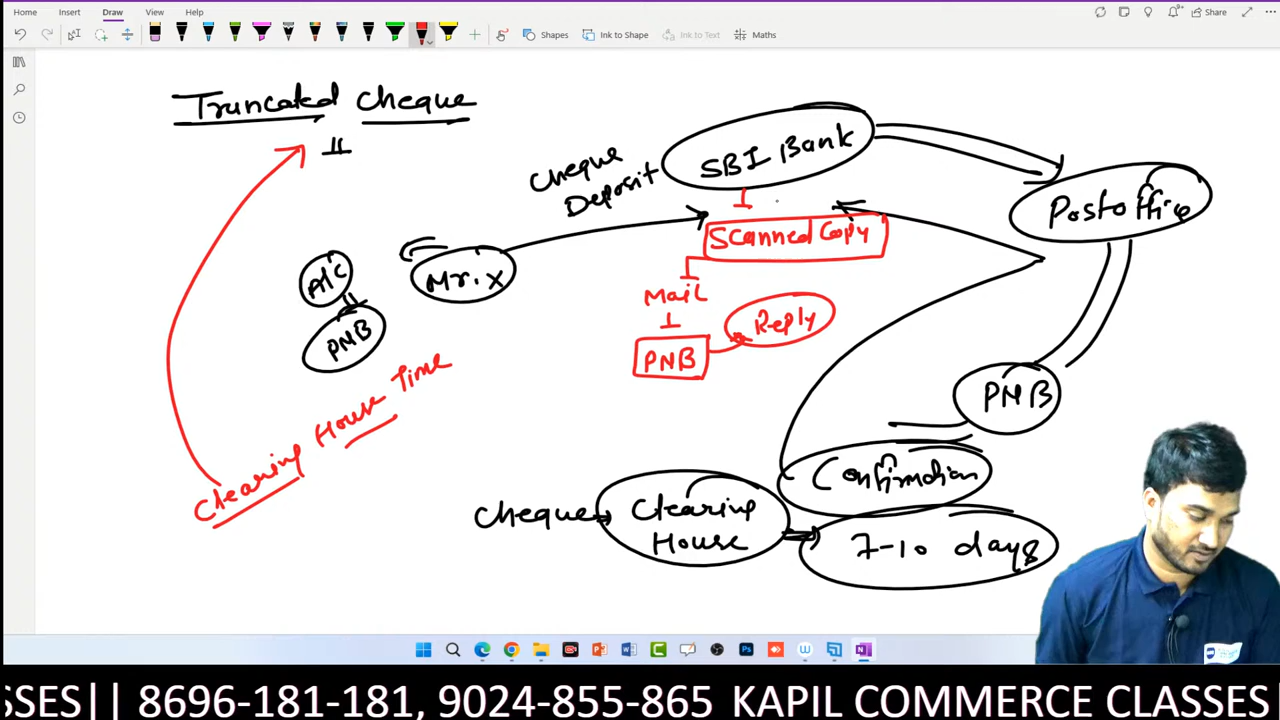 Home Insert Draw View Help
Share
Shapes Ink to Shape Ink to Text Maths
Truncated Cheque
SBI Bank
Cheque
Deposit
Post office
Scanned Copy
Mr. X
A/C
PNB
Mail
Reply
PNB
Clearing House Time
PNB
Confirmation
Cheque
Clearing
House
7-10 days
SSES|| 8696-181-181, 9024-855-865 KAPIL COMMERCE CLASSES